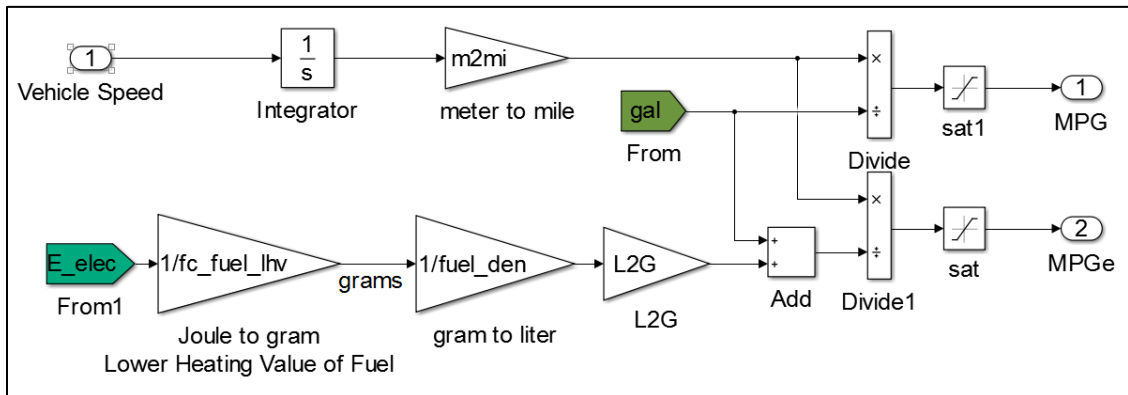 1
Vehicle Speed
1
s
Integrator
m2mi
meter to mile
gal
From
×
÷
Divide
sat1
1
MPG
E_elec
From1
1/fc_fuel_lhv
Joule to gram
Lower Heating Value of Fuel
grams
1/fuel_den
gram to liter
L2G
L2G
+
+
Add
×
÷
Divide1
sat
2
MPGe